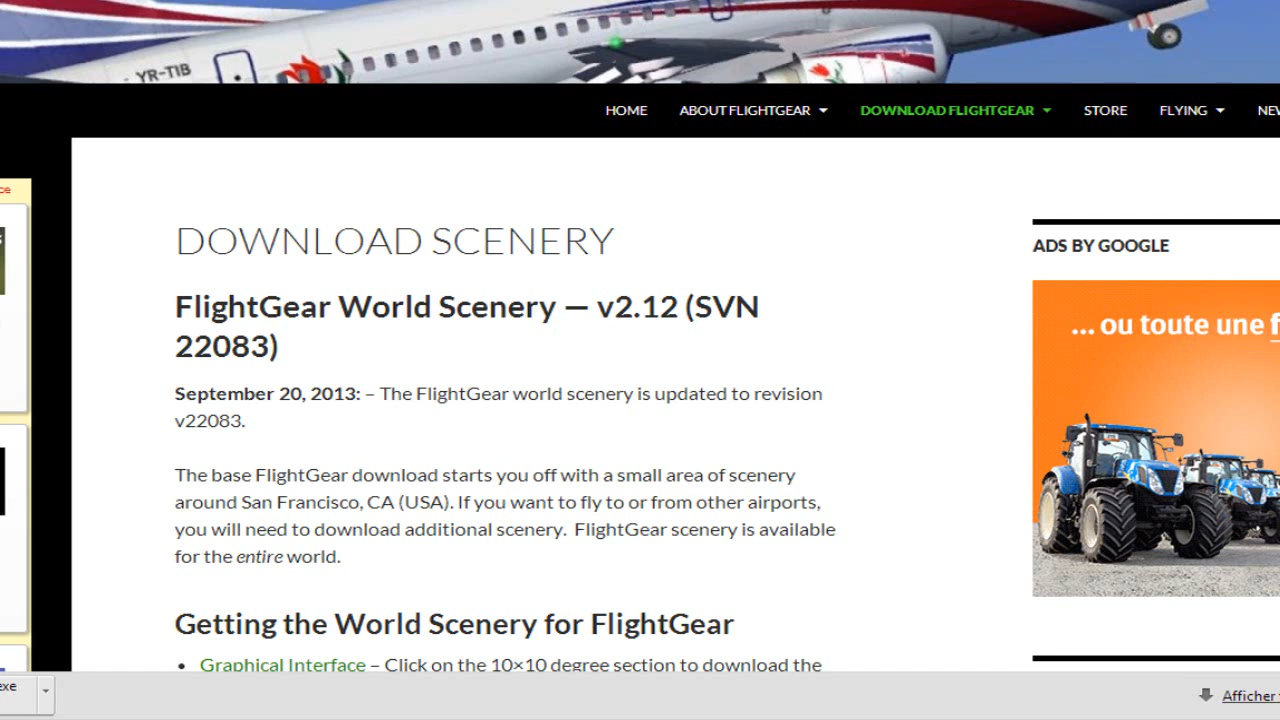 YR-TIB
HOME ABOUT FLIGHTGEAR DOWNLOAD FLIGHTGEAR STORE FLYING
DOWNLOAD SCENERY
FlightGear World Scenery — v2.12 (SVN
22083)
September 20, 2013: – The FlightGear world scenery is updated to revision
v22083.
The base FlightGear download starts you off with a small area of scenery
around San Francisco, CA (USA). If you want to fly to or from other airports,
you will need to download additional scenery.  FlightGear scenery is available
for the entire world.
Getting the World Scenery for FlightGear
• Graphical Interface – Click on the 10×10 degree section to download the
ADS BY GOOGLE
... ou toute une
Afficher